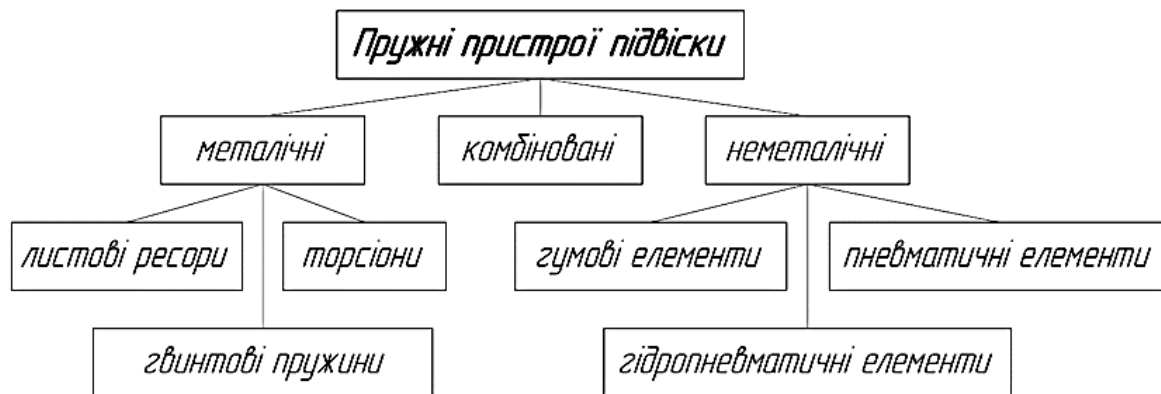 Пружні пристрої підвіски
металічні
комбіновані
неметалічні
листові ресори
торсіони
гумові елементи
пневматичні елементи
гвинтові пружини
гідропневматичні елементи